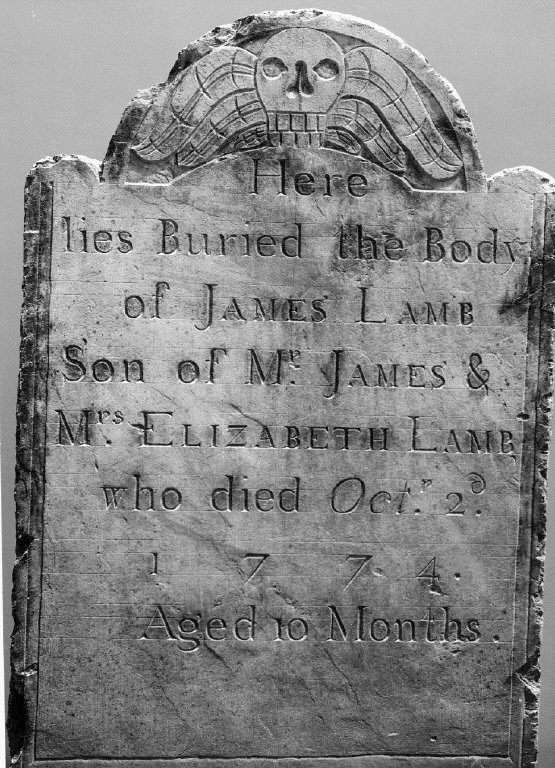 Here
lies Buried the Body
of JAMES LAMB
Son of Mr. JAMES &
Mrs. ELIZABETH LAMB
who died Octr. 2d.
1774.
Aged 10 Months.